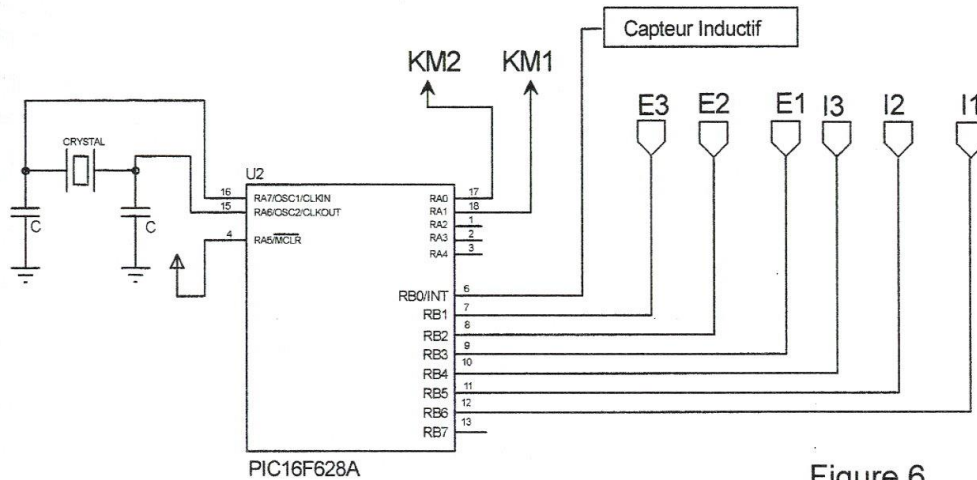 Capteur Inductif
KM2
KM1
E3
E2
E1
I3
I2
I1
CRYSTAL
U2
C
C
16
RA7/OSC1/CLKIN
15
RA6/OSC2/CLKOUT
4
RA5/MCLR
RA0
17
RA1
18
RA2
1
RA3
2
RA4
3
RB0/INT
6
RB1
7
RB2
8
RB3
9
RB4
10
RB5
11
RB6
12
RB7
13
PIC16F628A
Figure 6